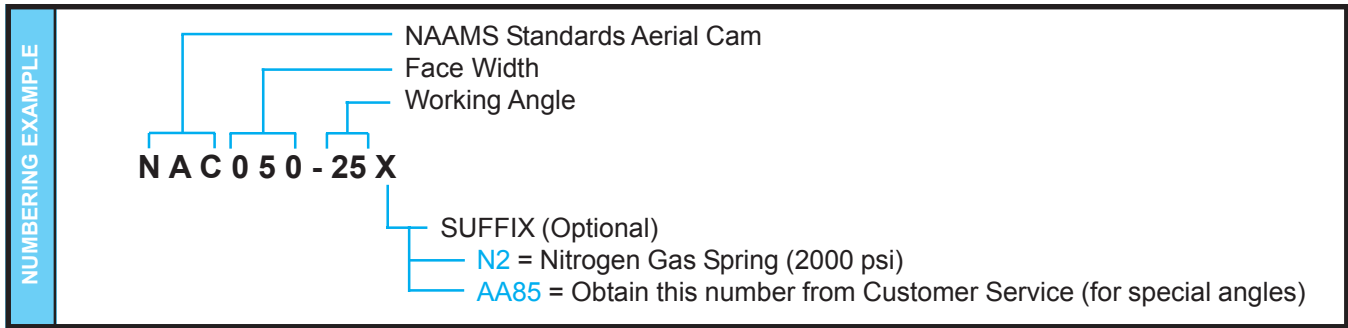 NUMBERING EXAMPLE
NAAMS Standards Aerial Cam
Face Width
Working Angle
N A C 0 5 0 - 25 X
SUFFIX (Optional)
N2 = Nitrogen Gas Spring (2000 psi)
AA85 = Obtain this number from Customer Service (for special angles)